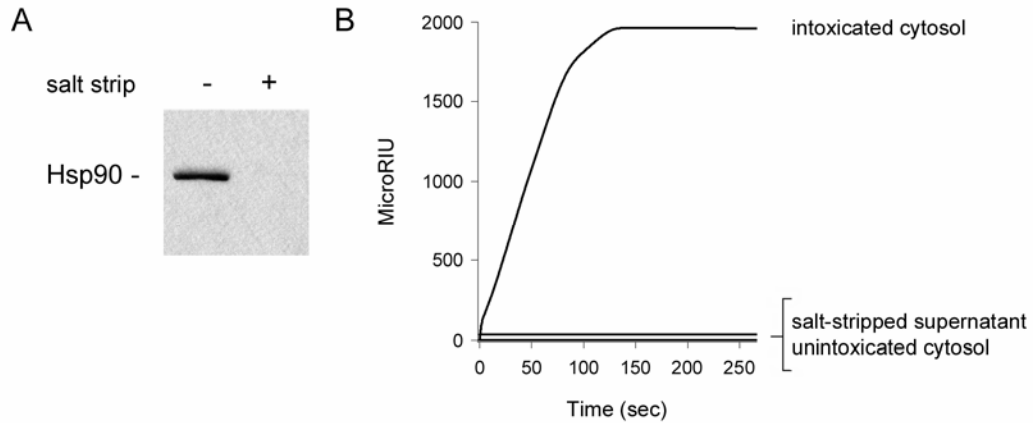 A
salt strip - +
Hsp90 -
B
MicroRIU
2000
1500
1000
500
0
0 50 100 150 200 250
Time (sec)
intoxicated cytosol
salt-stripped supernatant
unintoxicated cytosol